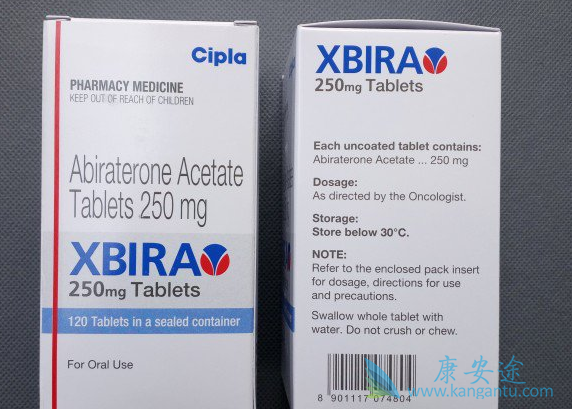 Cipla
PHARMACY MEDICINE
KEEP OUT OF REACH OF CHILDREN
Abiraterone Acetate
Tablets 250 mg
XBIRA
250mg Tablets
120 Tablets in a sealed container
For Oral Use
XBIRA
250mg Tablets
Each uncoated tablet contains:
Abiraterone Acetate ... 250 mg
Dosage:
As directed by the Oncologist.
Storage:
Store below 30°C.
NOTE:
Refer to the enclosed pack insert
for dosage, directions for use
and precautions.
Swallow whole tablet with
water. Do not crush or chew.
8 901117 074804
康安途
www.kangantu.com